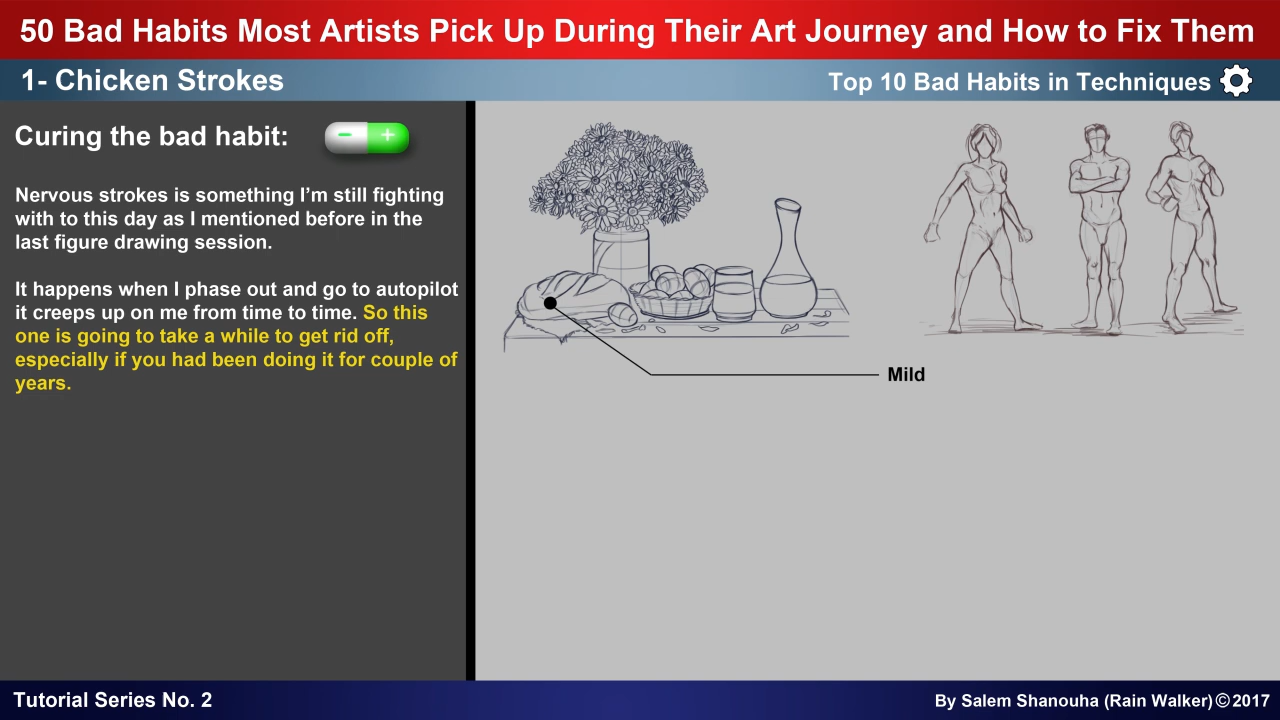 50 Bad Habits Most Artists Pick Up During Their Art Journey and How to Fix Them
1- Chicken Strokes
Top 10 Bad Habits in Techniques
Curing the bad habit:
Nervous strokes is something I'm still fighting
with to this day as I mentioned before in the
last figure drawing session.
It happens when I phase out and go to autopilot
it creeps up on me from time to time. So this
one is going to take a while to get rid off,
especially if you had been doing it for couple of
years.
Mild
Tutorial Series No. 2
By Salem Shanouha (Rain Walker)©2017